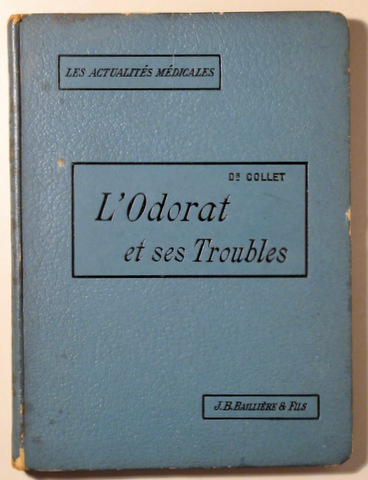 LES ACTUALITÉS MÉDICALES
DR COLLET
L'Odorat
et ses Troubles
J. B. BAILLIÈRE & FILS